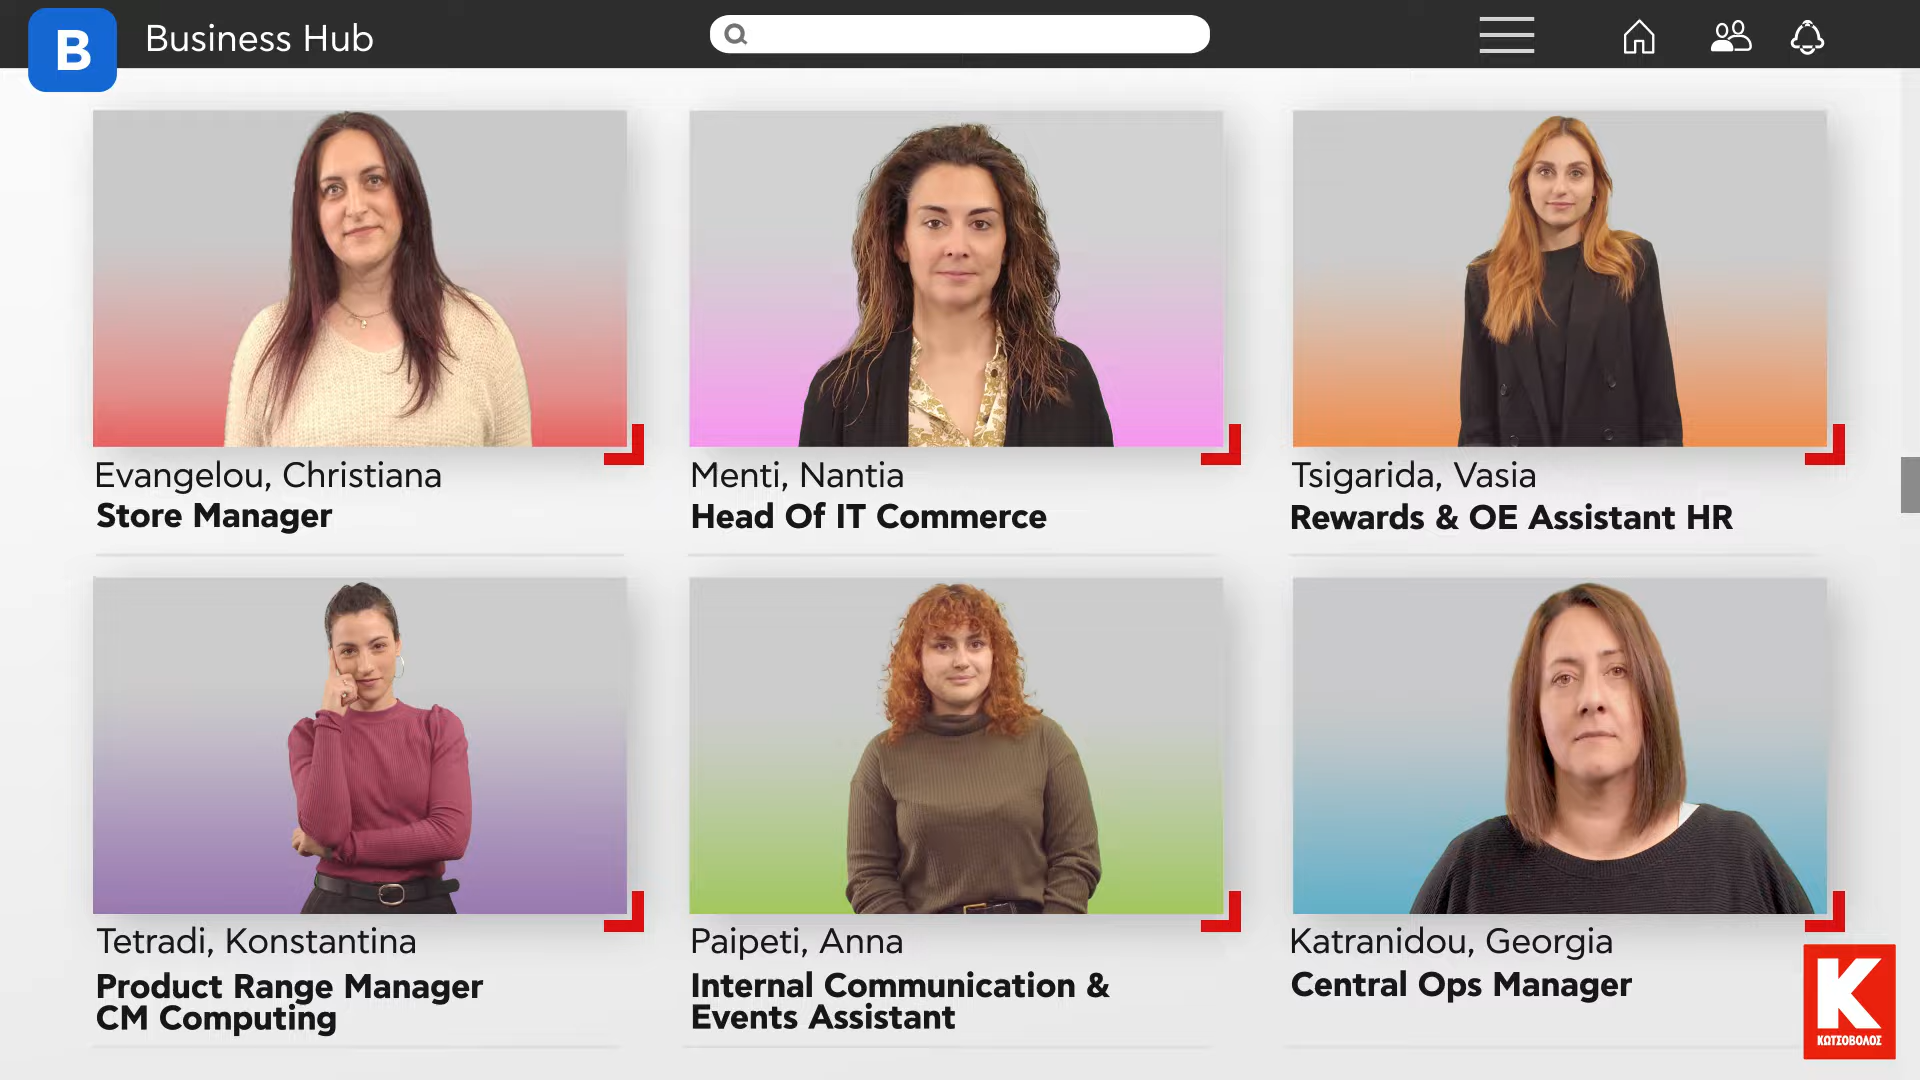 B
Business Hub
Evangelou, Christiana
Store Manager
Menti, Nantia
Head Of IT Commerce
Tsigarida, Vasia
Rewards & OE Assistant HR
Tetradi, Konstantina
Product Range Manager
CM Computing
Paipeti, Anna
Internal Communication &
Events Assistant
Katranidou, Georgia
Central Ops Manager
K
ΚΩΤΣΟΒΟΛΟΣ